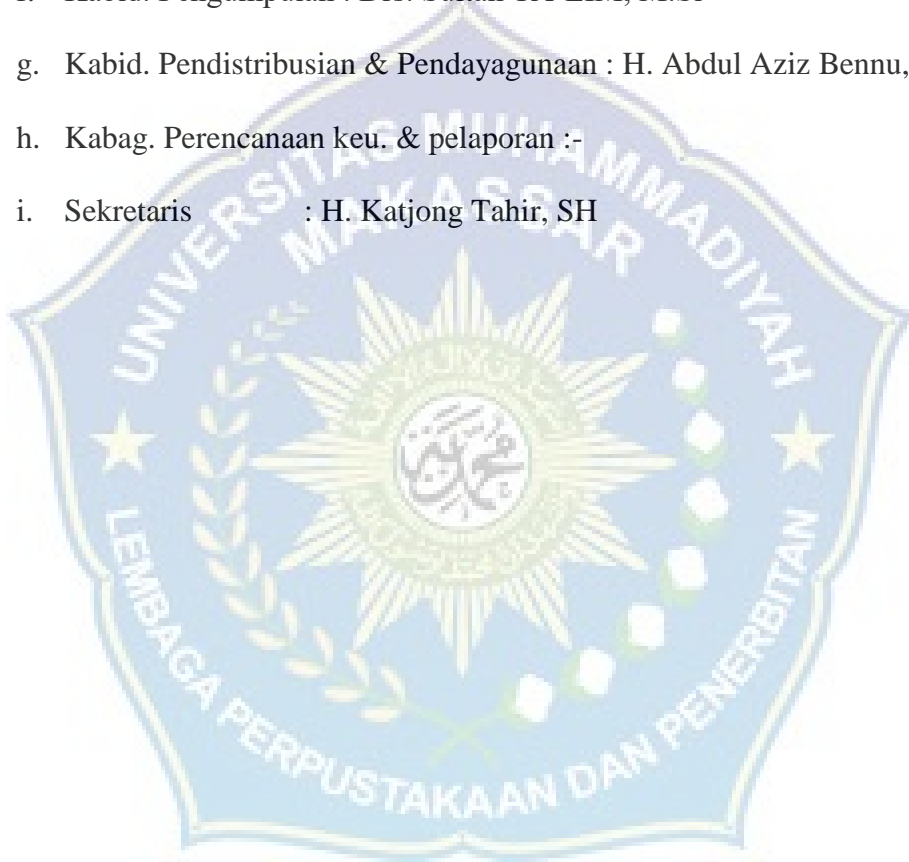 g. Kabid. Pendistribusian & Pendayagunaan : H. Abdul Aziz Bennu,
h. Kabag. Perencanaan keu. & pelaporan :-
i. Sekretaris : H. Katjong Tahir, SH
UNIVERSITAS MUHAMMADIYAH
MAKASSAR
LEMBAGA PERPUSTAKAAN DAN PENERBITAN